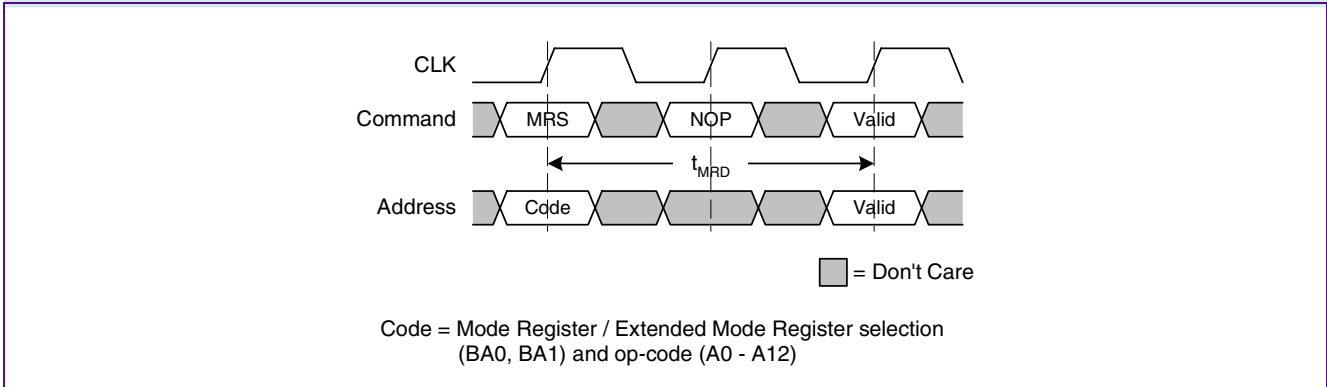 CLK
Command MRS NOP Valid
tMRD
Address Code Valid
= Don't Care
Code = Mode Register / Extended Mode Register selection
(BA0, BA1) and op-code (A0 - A12)